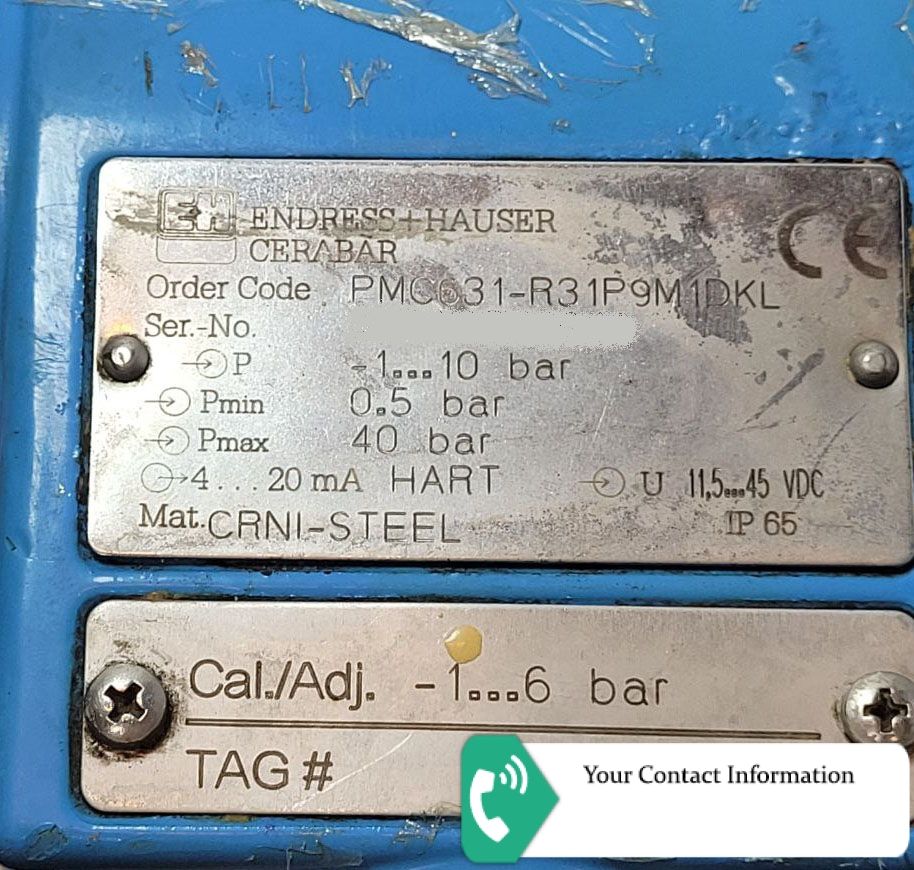 E+H ENDRESS+HAUSER
CERABAR
CE
Order Code PMC631-R31P9M1DKL
Ser.-No.
P -1...10 bar
Pmin 0.5 bar
Pmax 40 bar
4...20 mA HART U 11,5...45 VDC
Mat. CRNI-STEEL IP 65
Cal./Adj. -1...6 bar
TAG #
Your Contact Information